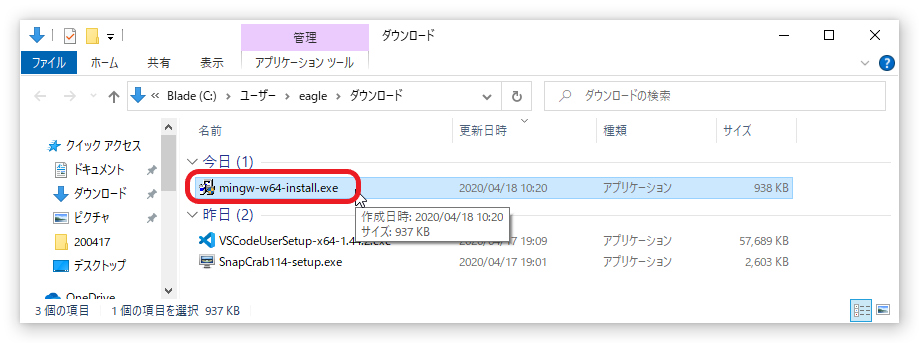 管理 ダウンロード
ファイル ホーム 共有 表示 アプリケーション ツール
« Blade (C:) > ユーザー > eagle > ダウンロード ダウンロードの検索
名前 更新日時 種類 サイズ
クイック アクセス
ドキュメント
ダウンロード
ピクチャ
200417
デスクトップ
OneDrive
今日 (1)
mingw-w64-install.exe 2020/04/18 10:20 アプリケーション 938 KB
作成日時: 2020/04/18 10:20
サイズ: 937 KB
昨日 (2)
VSCodeUserSetup-x64-1.44.2.exe 2020/04/17 19:09 アプリケーション 57,689 KB
SnapCrab114-setup.exe 2020/04/17 19:01 アプリケーション 2,603 KB
3 個の項目 1 個の項目を選択 937 KB